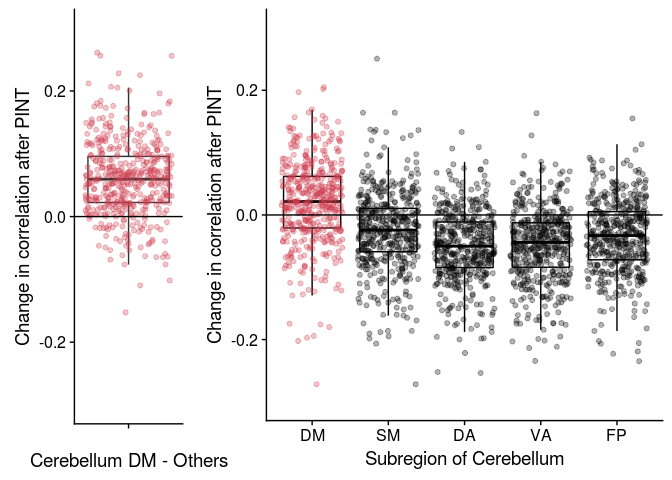 Change in correlation after PINT
0.2
0.0
-0.2
Cerebellum DM - Others
Change in correlation after PINT
0.2
0.0
-0.2
DM SM DA VA FP
Subregion of Cerebellum